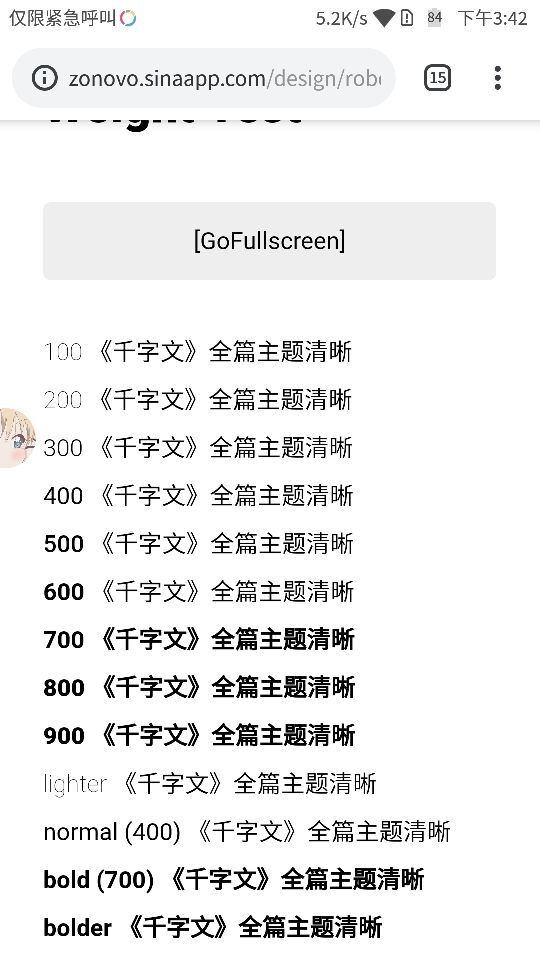 仅限紧急呼叫 5.2K/s 84 下午3:42
zonovo.sinaapp.com/design/rob 15
Weight Test
[GoFullscreen]
100 《千字文》全篇主题清晰
200 《千字文》全篇主题清晰
300 《千字文》全篇主题清晰
400 《千字文》全篇主题清晰
500 《千字文》全篇主题清晰
600 《千字文》全篇主题清晰
700 《千字文》全篇主题清晰
800 《千字文》全篇主题清晰
900 《千字文》全篇主题清晰
lighter 《千字文》全篇主题清晰
normal (400) 《千字文》全篇主题清晰
bold (700) 《千字文》全篇主题清晰
bolder 《千字文》全篇主题清晰